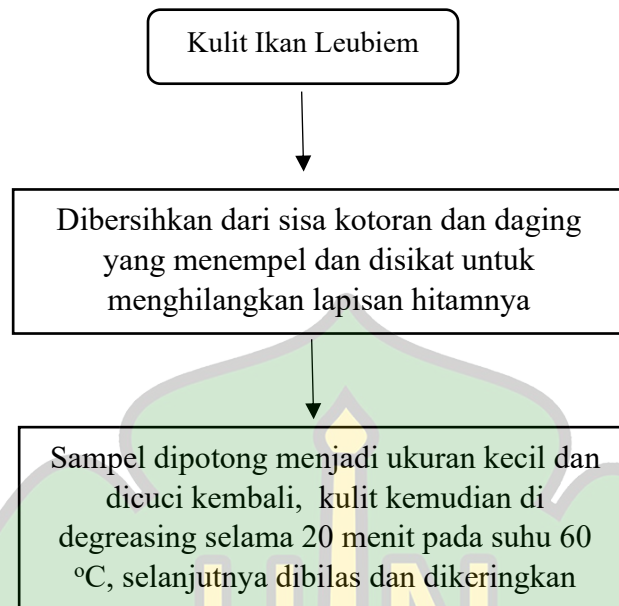 Kulit Ikan Leubiem
Dibersihkan dari sisa kotoran dan daging
yang menempel dan disikat untuk
menghilangkan lapisan hitamnya
Sampel dipotong menjadi ukuran kecil dan
dicuci kembali, kulit kemudian di
degreasing selama 20 menit pada suhu 60
°C, selanjutnya dibilas dan dikeringkan